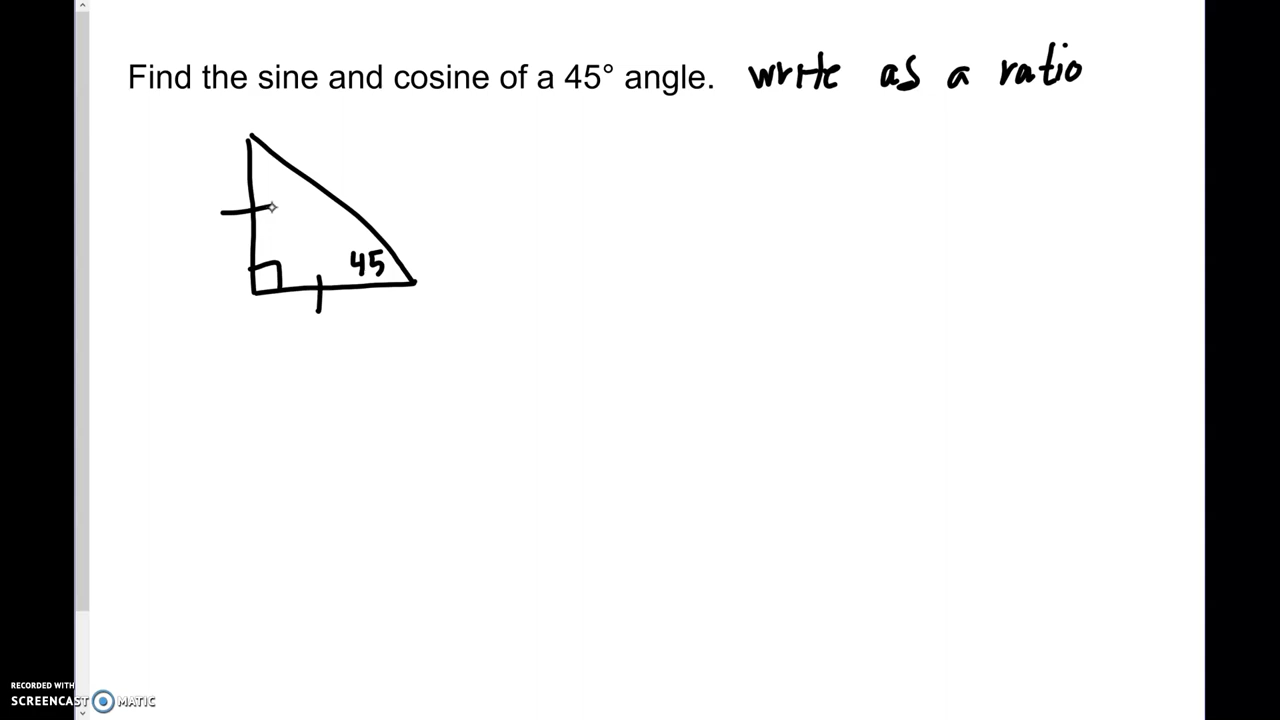 Find the sine and cosine of a 45° angle. write as a ratio
45
RECORDED WITH
SCREENCAST MATIC